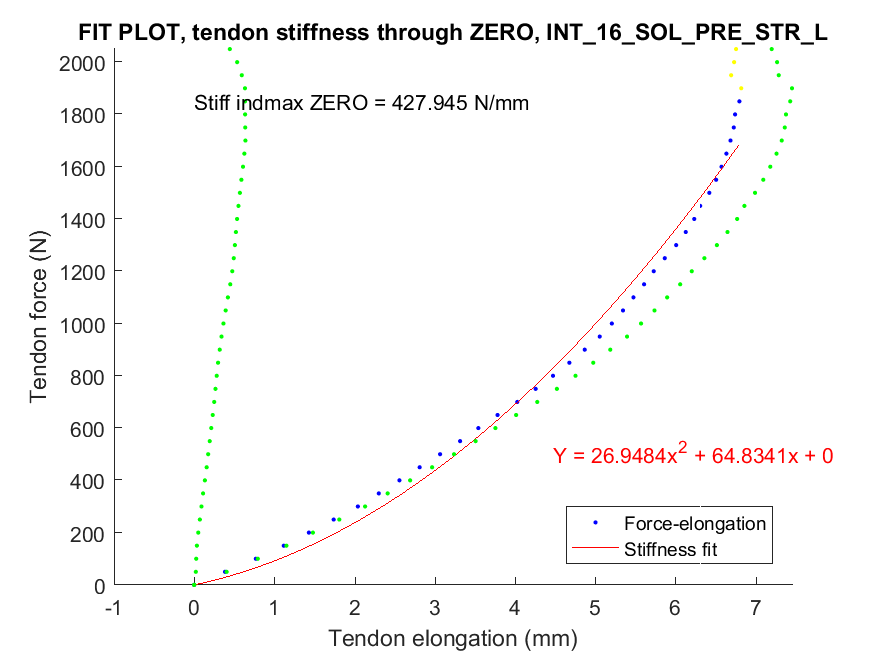 FIT PLOT, tendon stiffness through ZERO, INT_16_SOL_PRE_STR_L
2000
Stiff indmax ZERO = 427.945 N/mm
1800
1600
1400
1200
1000
800
600
400
200
0
Tendon force (N)
Y = 26.9484x² + 64.8341x + 0
Force-elongation
Stiffness fit
-1 0 1 2 3 4 5 6 7
Tendon elongation (mm)